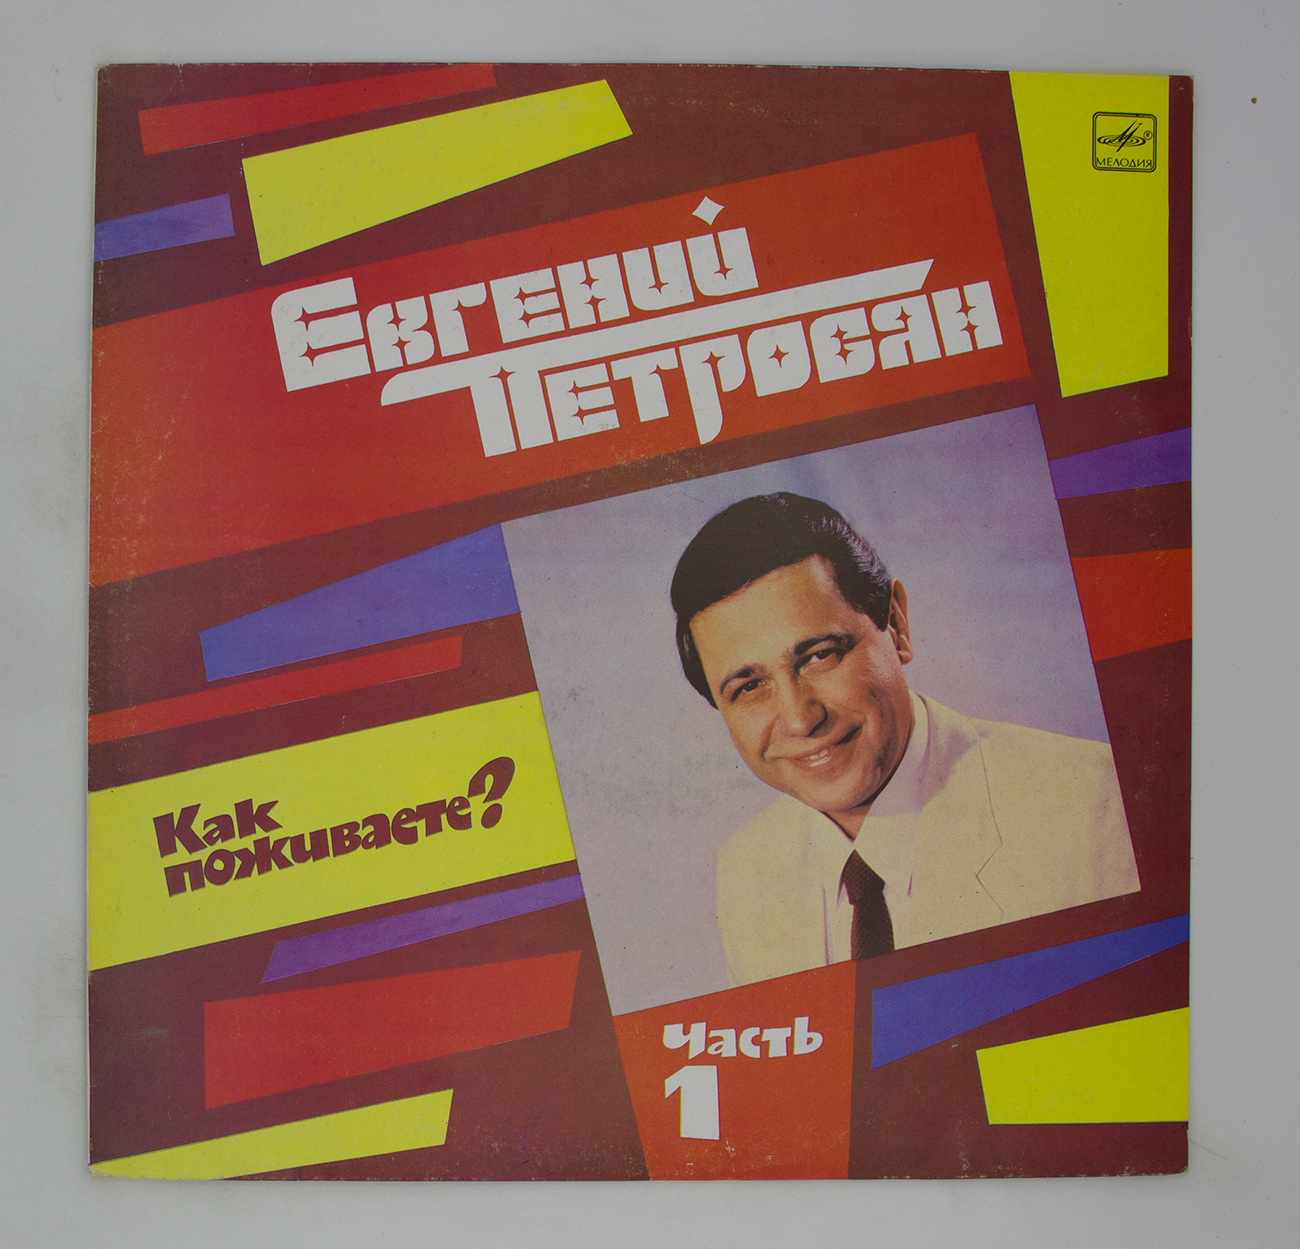 МЕЛОДИЯ
ЕВГЕНИЙ
ПЕТРОСЯН
Как
поживаете?
Часть
1